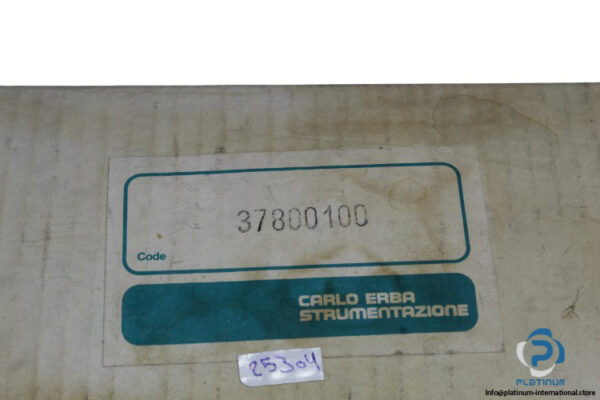 37800100
Code
CARLO ERBA
STRUMENTAZIONE
25304
PLATINUM
info@platinum-international.store